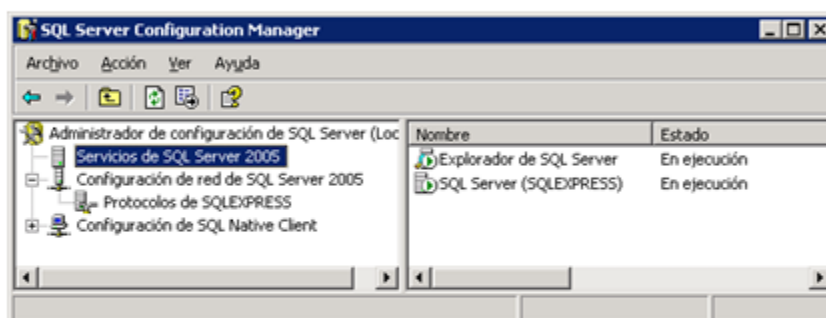 SQL Server Configuration Manager
Archivo Acción Ver Ayuda
Administrador de configuración de SQL Server (Loc
Servicios de SQL Server 2005
Configuración de red de SQL Server 2005
Protocolos de SQLEXPRESS
Configuración de SQL Native Client
Nombre Estado
Explorador de SQL Server En ejecución
SQL Server (SQLEXPRESS) En ejecución